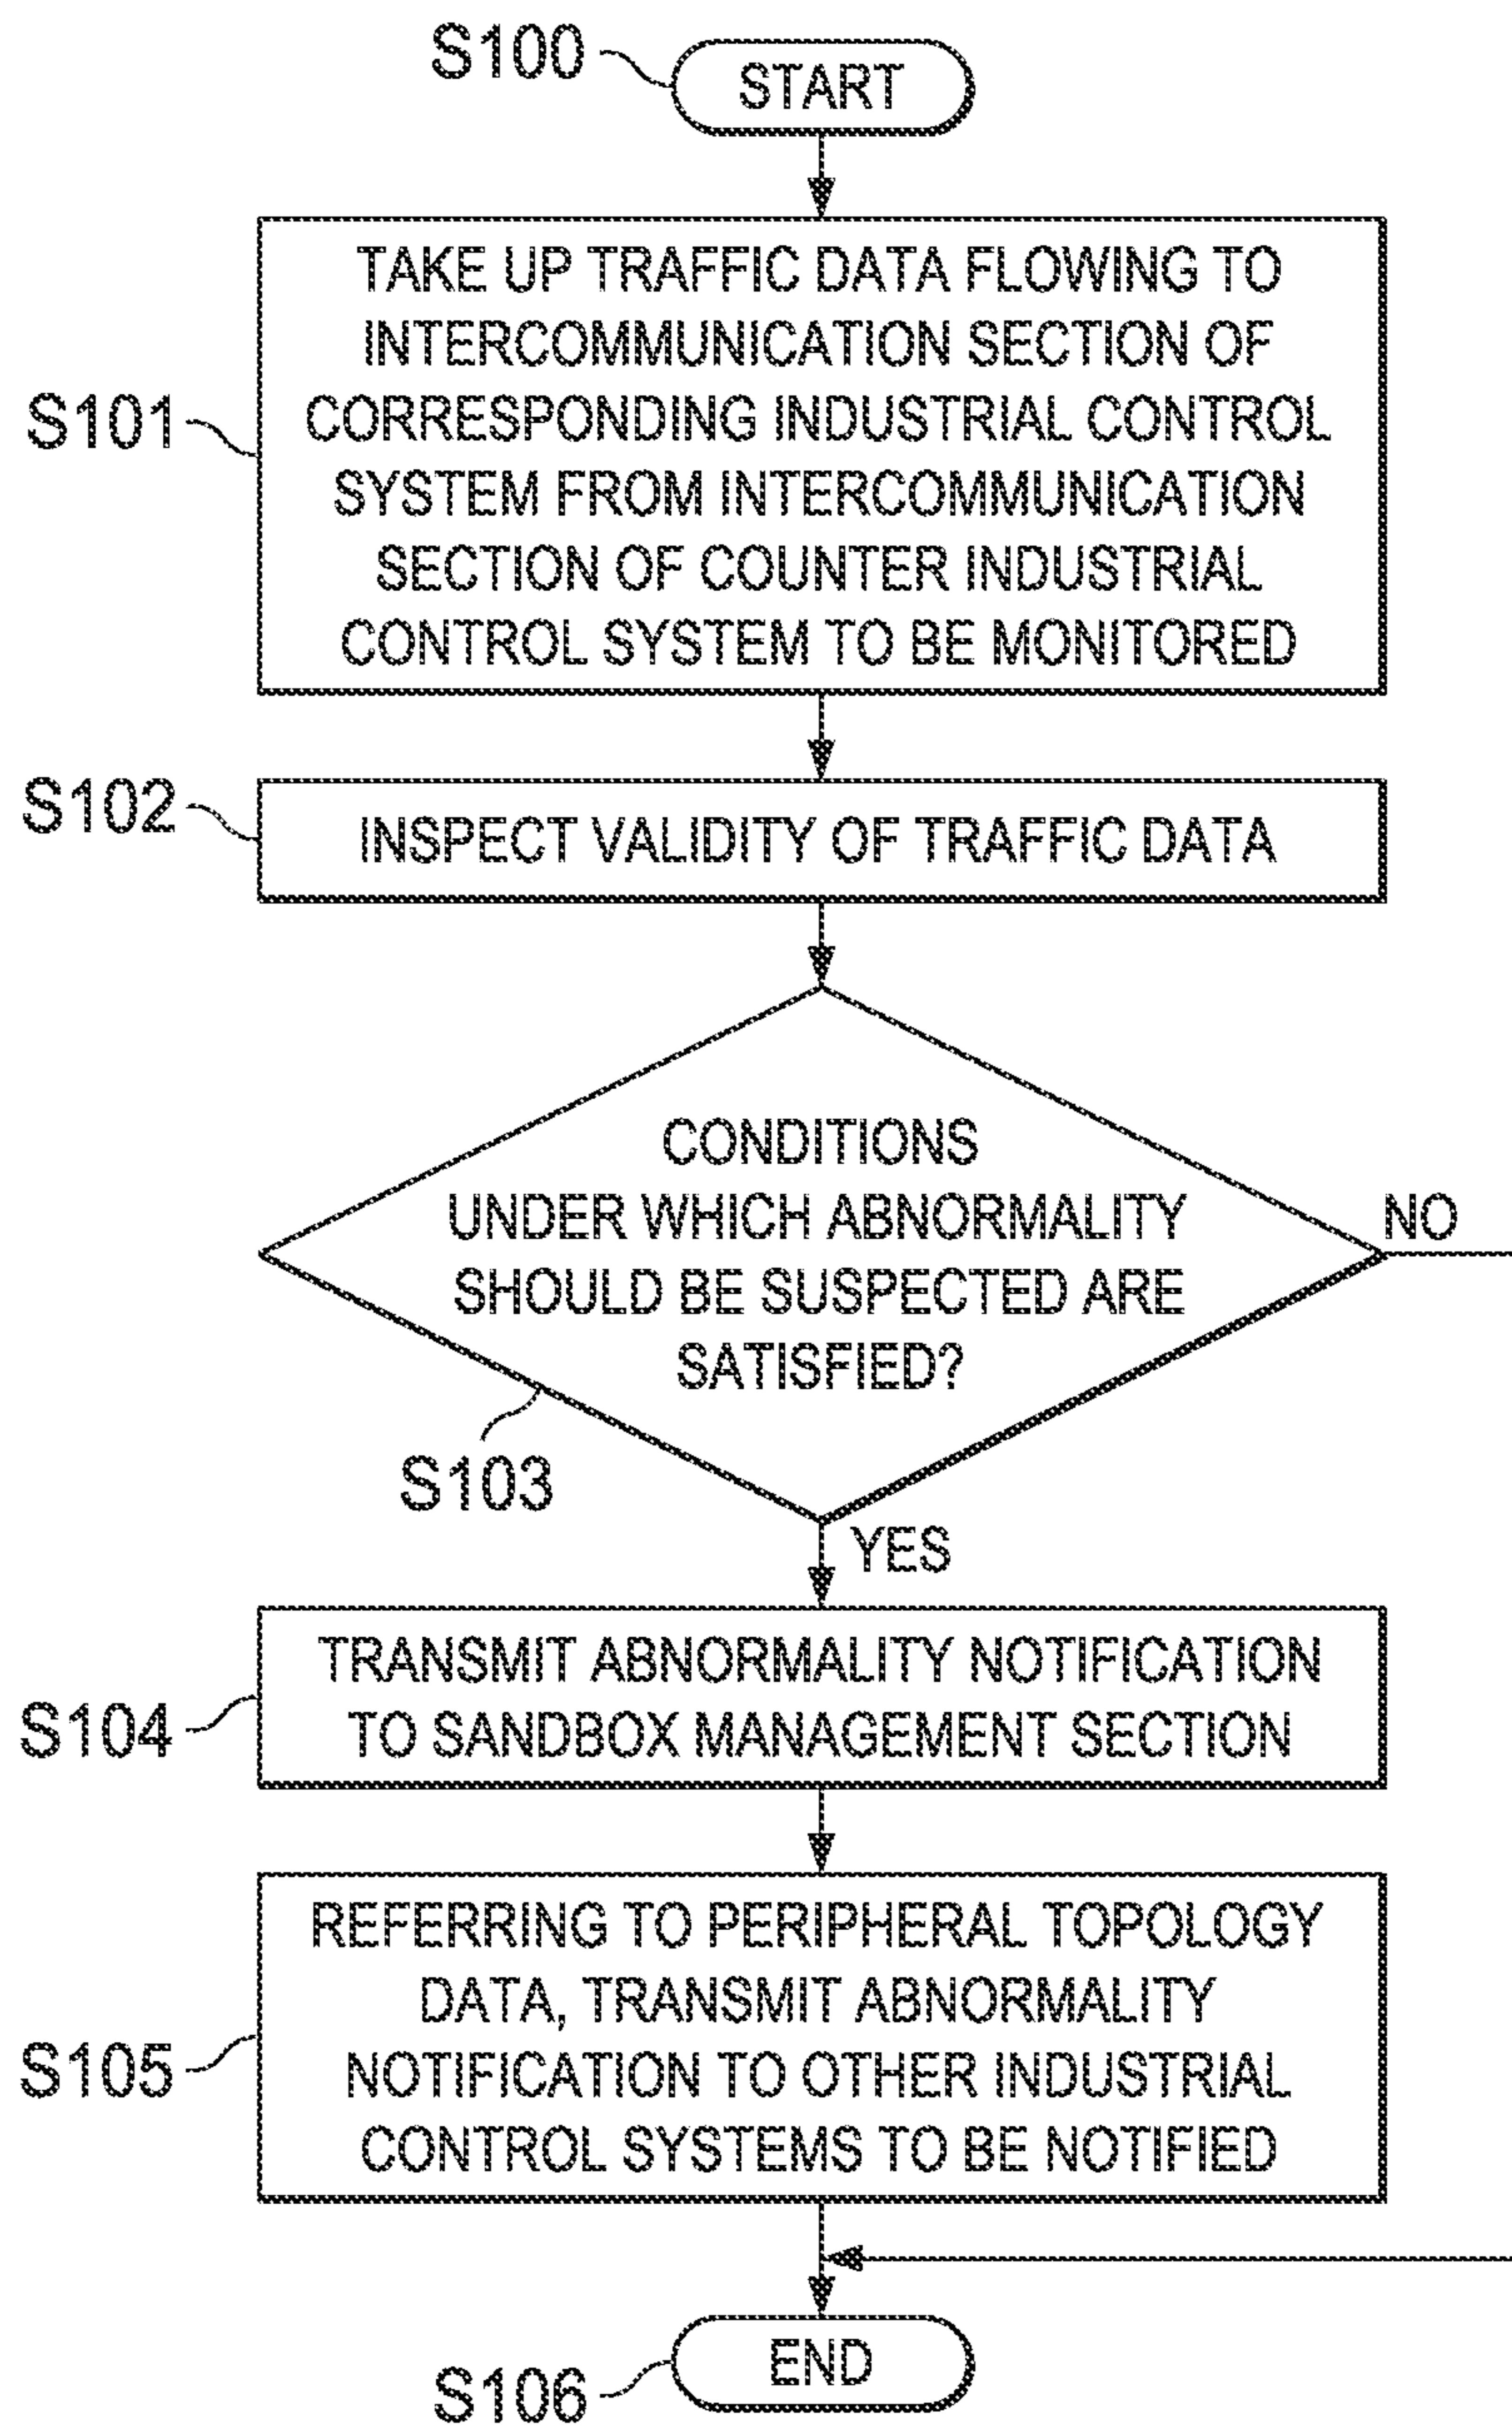 S100
START
S101
TAKE UP TRAFFIC DATA FLOWING TO
INTERCOMMUNICATION SECTION OF
CORRESPONDING INDUSTRIAL CONTROL
SYSTEM FROM INTERCOMMUNICATION
SECTION OF COUNTER INDUSTRIAL
CONTROL SYSTEM TO BE MONITORED
S102
INSPECT VALIDITY OF TRAFFIC DATA
CONDITIONS
UNDER WHICH ABNORMALITY
SHOULD BE SUSPECTED ARE
SATISFIED?
NO
S103
YES
S104
TRANSMIT ABNORMALITY NOTIFICATION
TO SANDBOX MANAGEMENT SECTION
S105
REFERRING TO PERIPHERAL TOPOLOGY
DATA, TRANSMIT ABNORMALITY
NOTIFICATION TO OTHER INDUSTRIAL
CONTROL SYSTEMS TO BE NOTIFIED
S106
END